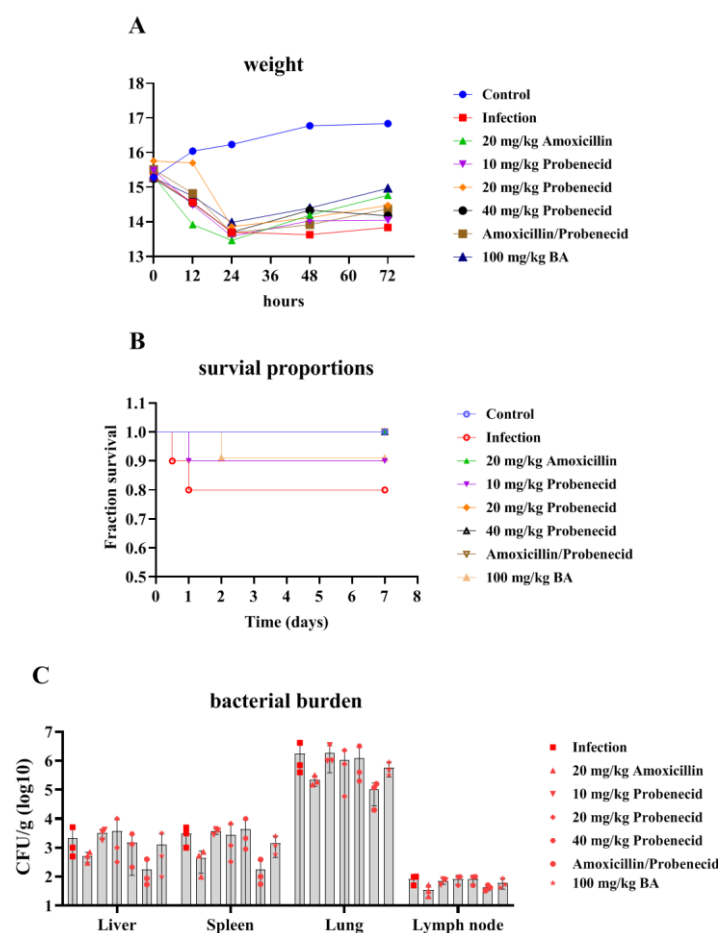 A
weight
18
17
16
15
14
13
0 12 24 36 48 60 72
hours
Control
Infection
20 mg/kg Amoxicillin
10 mg/kg Probenecid
20 mg/kg Probenecid
40 mg/kg Probenecid
Amoxicillin/Probenecid
100 mg/kg BA
B
survial proportions
Fraction survival
1.1
1.0
0.9
0.8
0.7
0.6
0.5
0 1 2 3 4 5 6 7 8
Time (days)
Control
Infection
20 mg/kg Amoxicillin
10 mg/kg Probenecid
20 mg/kg Probenecid
40 mg/kg Probenecid
Amoxicillin/Probenecid
100 mg/kg BA
C
bacterial burden
CFU/g (log10)
7
6
5
4
3
2
1
Liver Spleen Lung Lymph node
Infection
20 mg/kg Amoxicillin
10 mg/kg Probenecid
20 mg/kg Probenecid
40 mg/kg Probenecid
Amoxicillin/Probenecid
100 mg/kg BA